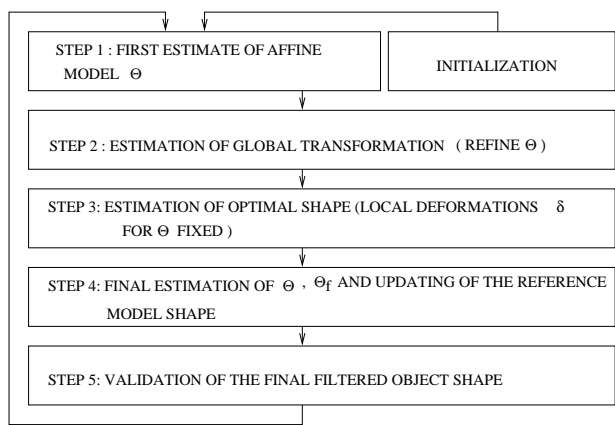 STEP 1 : FIRST ESTIMATE OF AFFINE
MODEL Θ
INITIALIZATION
STEP 2 : ESTIMATION OF GLOBAL TRANSFORMATION ( REFINE Θ )
STEP 3: ESTIMATION OF OPTIMAL SHAPE (LOCAL DEFORMATIONS δ
FOR Θ FIXED )
STEP 4: FINAL ESTIMATION OF Θ , Θf AND UPDATING OF THE REFERENCE
MODEL SHAPE
STEP 5: VALIDATION OF THE FINAL FILTERED OBJECT SHAPE